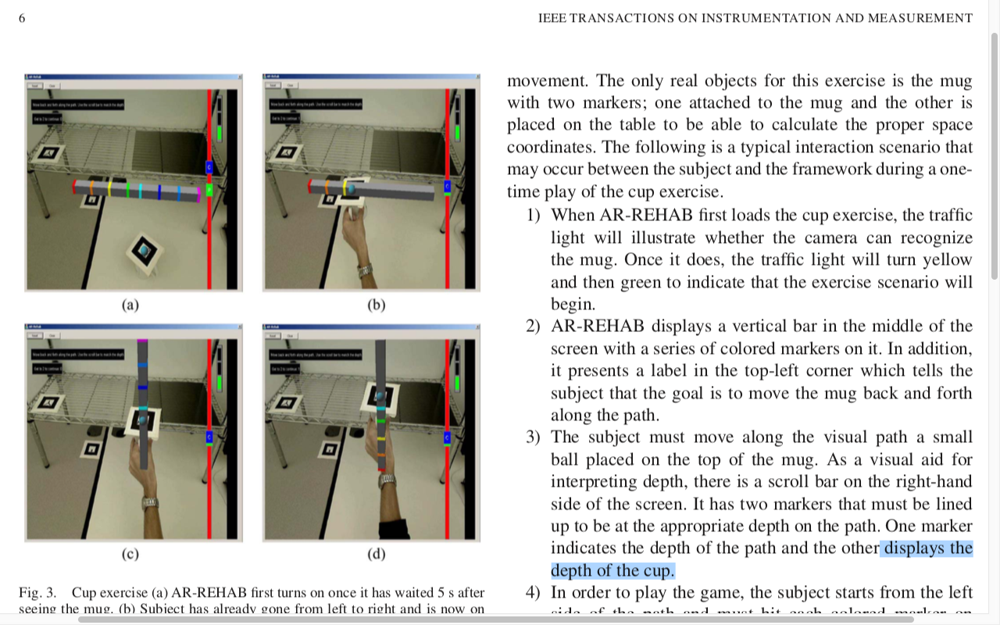 6
IEEE TRANSACTIONS ON INSTRUMENTATION AND MEASUREMENT
(a)
(b)
(c)
(d)
Fig. 3. Cup exercise (a) AR-REHAB first turns on once it has waited 5 s after
seeing the mug. (b) Subject has already gone from left to right and is now on
movement. The only real objects for this exercise is the mug
with two markers; one attached to the mug and the other is
placed on the table to be able to calculate the proper space
coordinates. The following is a typical interaction scenario that
may occur between the subject and the framework during a one-
time play of the cup exercise.
1) When AR-REHAB first loads the cup exercise, the traffic
light will illustrate whether the camera can recognize
the mug. Once it does, the traffic light will turn yellow
and then green to indicate that the exercise scenario will
begin.
2) AR-REHAB displays a vertical bar in the middle of the
screen with a series of colored markers on it. In addition,
it presents a label in the top-left corner which tells the
subject that the goal is to move the mug back and forth
along the path.
3) The subject must move along the visual path a small
ball placed on the top of the mug. As a visual aid for
interpreting depth, there is a scroll bar on the right-hand
side of the screen. It has two markers that must be lined
up to be at the appropriate depth on the path. One marker
indicates the depth of the path and the other displays the
depth of the cup.
4) In order to play the game, the subject starts from the left
side of the path and must hit each colored marker on